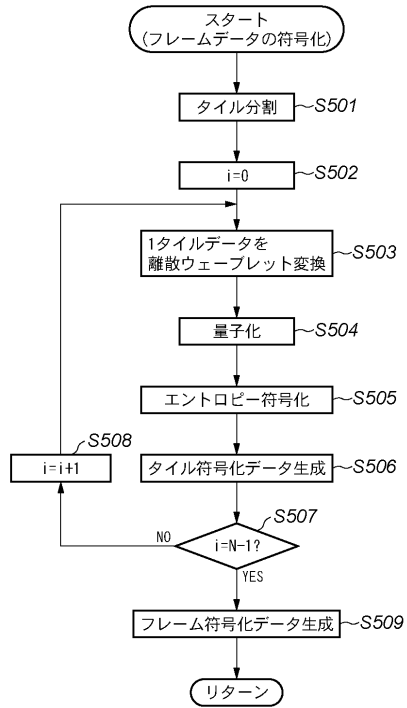 スタート
(フレームデータの符号化)
タイル分割
S501
i=0
S502
1タイルデータを
離散ウェーブレット変換
S503
量子化
S504
エントロピー符号化
S505
タイル符号化データ生成
S506
i=N-1?
S507
NO
YES
i=i+1
S508
フレーム符号化データ生成
S509
リターン